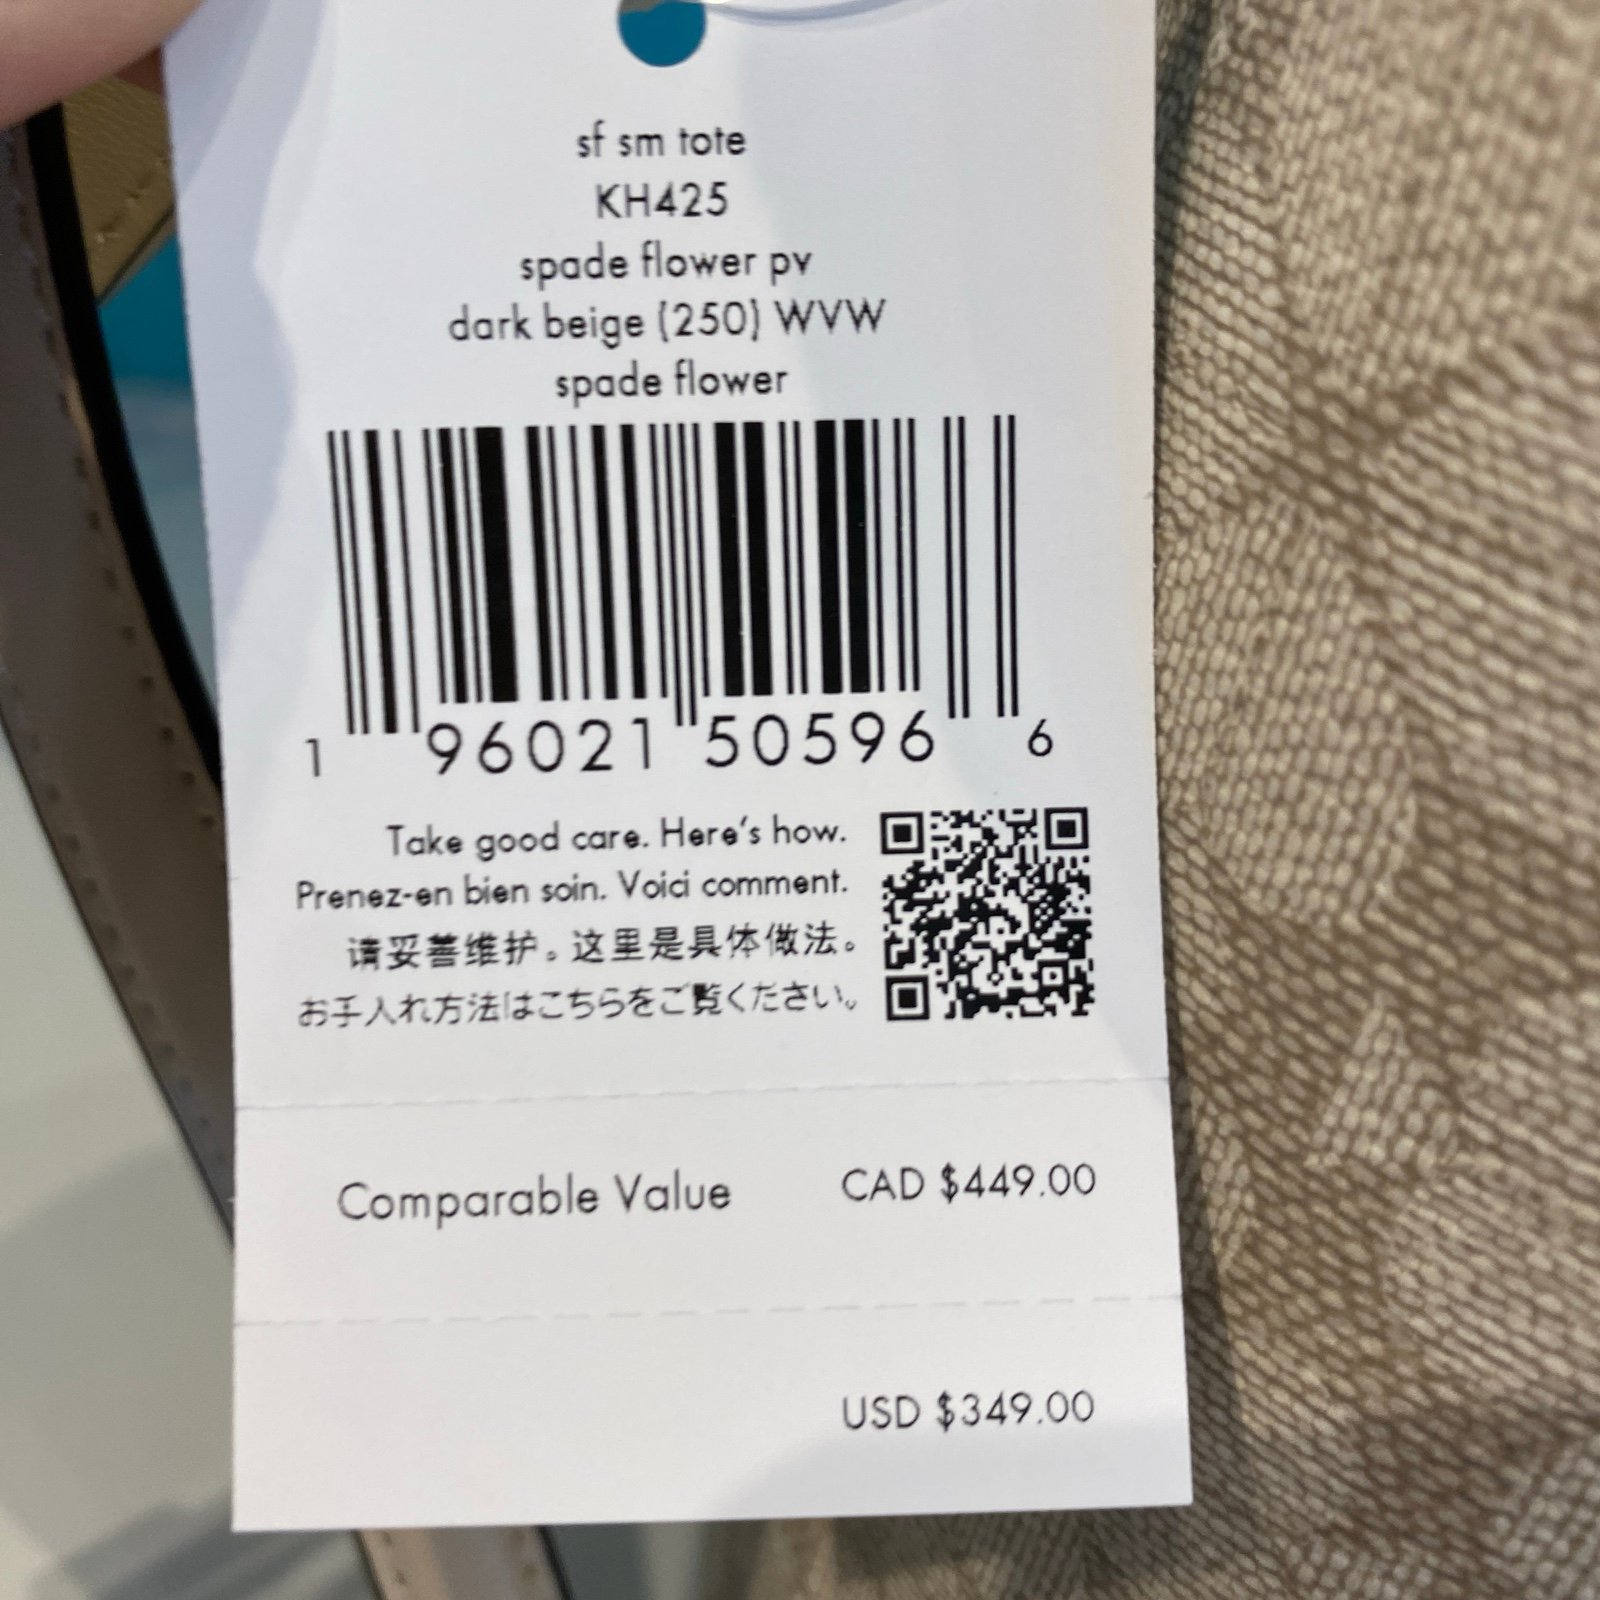 sf sm tote
KH425
spade flower pv
dark beige (250) WVW
spade flower
1 96021 50596 6
Take good care. Here's how.
Prenez-en bien soin. Voici comment.
请妥善维护。这里是具体做法。
お手入れ方法はこちらをご覧ください。
Comparable Value CAD $449.00
USD $349.00